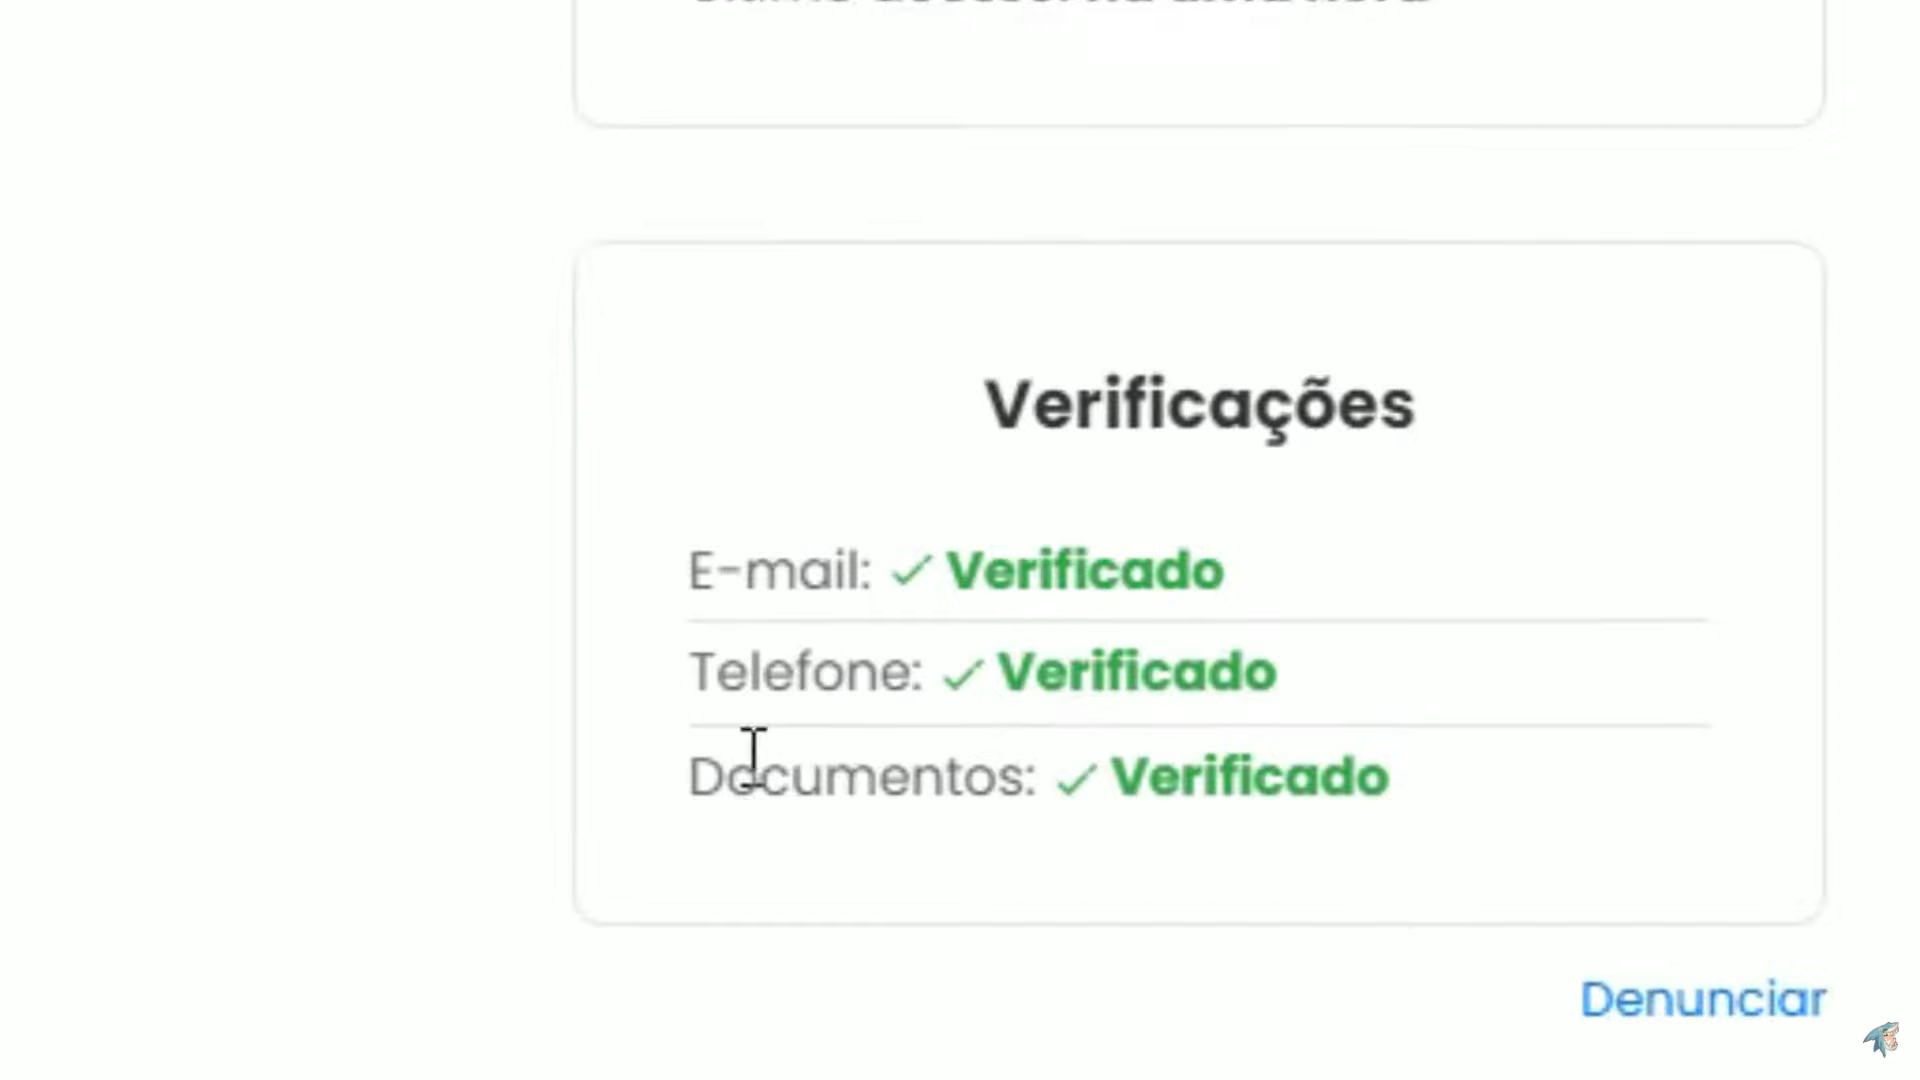 Verificações
E-mail: ✓ Verificado
Telefone: ✓ Verificado
Documentos: ✓ Verificado
Denunciar